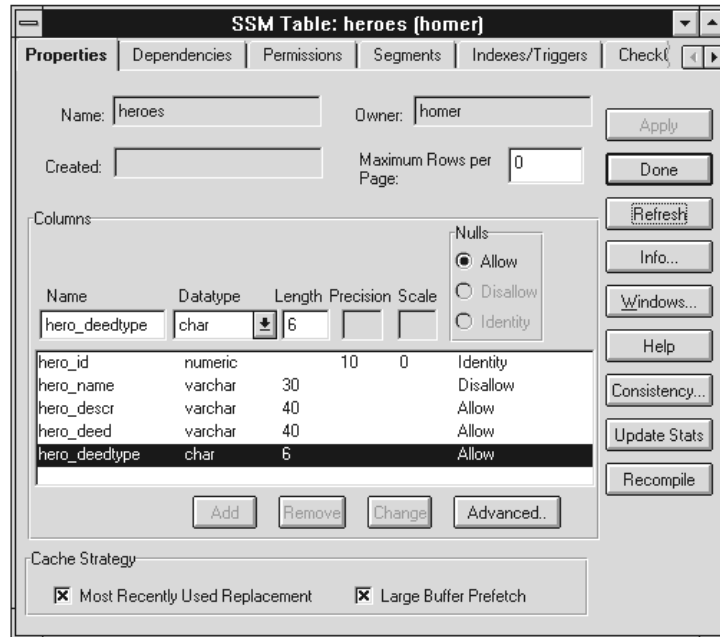 SSM Table: heroes (homer)
Properties Dependencies Permissions Segments Indexes/Triggers Check(
Name: heroes Owner: homer
Created: Maximum Rows per Page: 0
Apply
Done
Refresh
Info...
Windows...
Help
Consistency...
Update Stats
Recompile
Columns
Nulls
Allow
Disallow
Identity
Name Datatype Length Precision Scale
hero_deedtype char 6
hero_id numeric 10 0 Identity
hero_name varchar 30 Disallow
hero_descr varchar 40 Allow
hero_deed varchar 40 Allow
hero_deedtype char 6 Allow
Add Remove Change Advanced..
Cache Strategy
Most Recently Used Replacement Large Buffer Prefetch